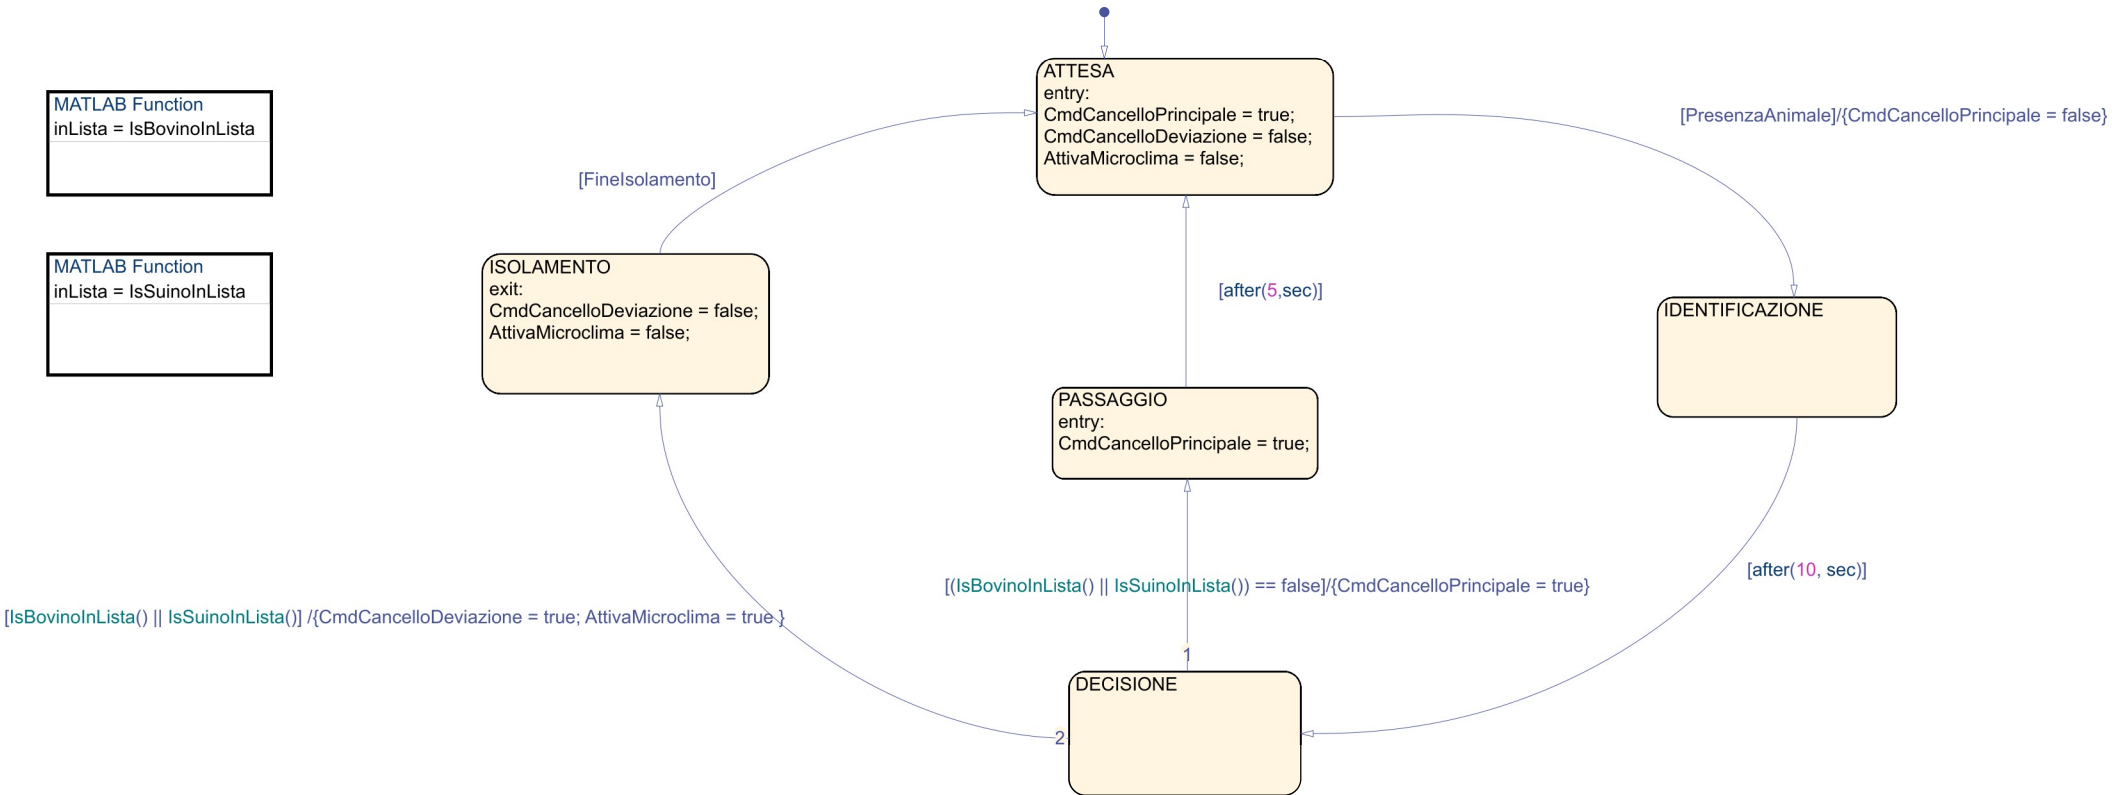 MATLAB Function
inLista = IsBovinoInLista
MATLAB Function
inLista = IsSuinoInLista
ATTESA
entry:
CmdCancelloPrincipale = true;
CmdCancelloDeviazione = false;
AttivaMicroclima = false;
[PresenzaAnimale]/{CmdCancelloPrincipale = false}
[FineIsolamento]
ISOLAMENTO
exit:
CmdCancelloDeviazione = false;
AttivaMicroclima = false;
[after(5,sec)]
IDENTIFICAZIONE
PASSAGGIO
entry:
CmdCancelloPrincipale = true;
[after(10, sec)]
[(IsBovinoInLista() || IsSuinoInLista()) == false]/{CmdCancelloPrincipale = true}
[IsBovinoInLista() || IsSuinoInLista()] /{CmdCancelloDeviazione = true; AttivaMicroclima = true }
1
DECISIONE
2